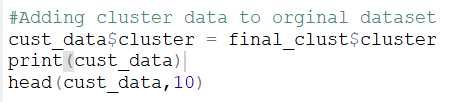 #Adding cluster data to orginal dataset
cust_data$cluster = final_clust$cluster
print(cust_data)
head(cust_data,10)